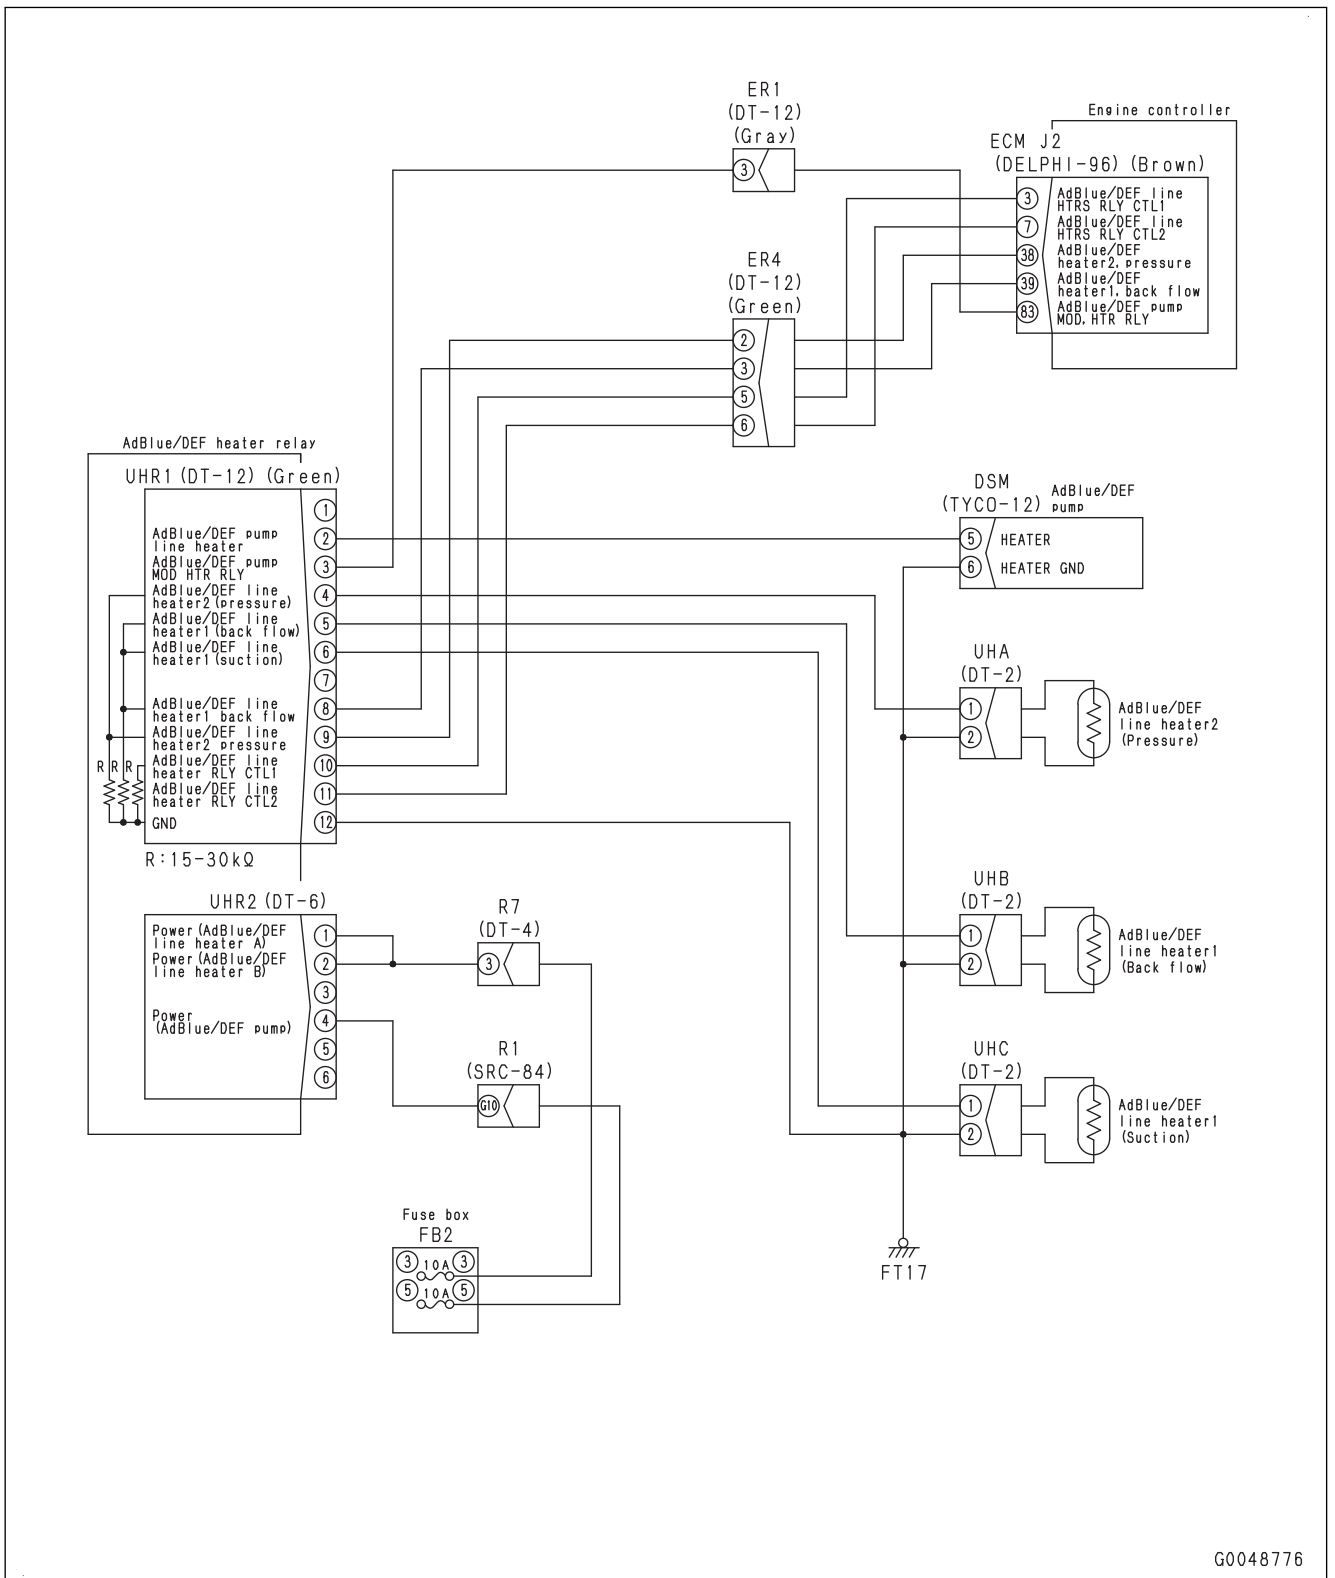 ER1
(DT-12)
(Gray)
3
Engine controller
ECM J2
(DELPHI-96) (Brown)
3 AdBlue/DEF line
HTRS RLY CTL1
7 AdBlue/DEF line
HTRS RLY CTL2
38 AdBlue/DEF
heater2, pressure
39 AdBlue/DEF
heater1, back flow
83 AdBlue/DEF pump
MOD, HTR RLY
ER4
(DT-12)
(Green)
2
3
5
6
AdBlue/DEF heater relay
UHR1 (DT-12) (Green)
1
AdBlue/DEF pump
line heater 2
AdBlue/DEF pump
MOD HTR RLY 3
AdBlue/DEF line
heater2 (pressure) 4
AdBlue/DEF line
heater1 (back flow) 5
AdBlue/DEF line
heater1 (suction) 6
7
AdBlue/DEF line
heater1 back flow 8
AdBlue/DEF line
heater2 pressure 9
AdBlue/DEF line
heater RLY CTL1 10
AdBlue/DEF line
heater RLY CTL2 11
GND 12
R R R
R:15-30kΩ
DSM
(TYCO-12)
AdBlue/DEF
pump
5 HEATER
6 HEATER GND
UHA
(DT-2)
1
2
AdBlue/DEF
line heater2
(Pressure)
UHB
(DT-2)
1
2
AdBlue/DEF
line heater1
(Back flow)
UHC
(DT-2)
1
2
AdBlue/DEF
line heater1
(Suction)
UHR2 (DT-6)
Power (AdBlue/DEF
line heater A) 1
Power (AdBlue/DEF
line heater B) 2
3
Power
(AdBlue/DEF pump) 4
5
6
R7
(DT-4)
3
R1
(SRC-84)
G10
Fuse box
FB2
3 10A 3
5 10A 5
FT17
G0048776